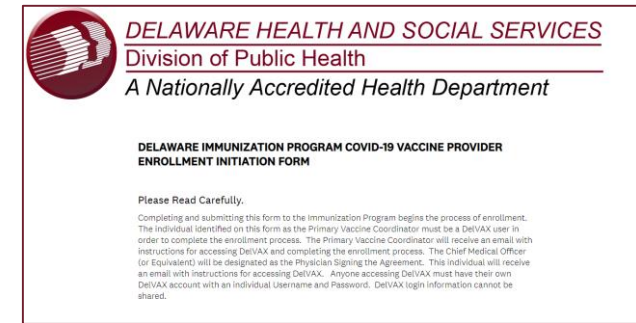 DELAWARE HEALTH AND SOCIAL SERVICES
Division of Public Health
A Nationally Accredited Health Department
DELAWARE IMMUNIZATION PROGRAM COVID-19 VACCINE PROVIDER
ENROLLMENT INITIATION FORM
Please Read Carefully.
Completing and submitting this form to the Immunization Program begins the process of enrollment.
The individual identified on this form as the Primary Vaccine Coordinator must be a DelVAX user in
order to complete the enrollment process. The Primary Vaccine Coordinator will receive an email with
instructions for accessing DelVAX and completing the enrollment process. The Chief Medical Officer
(or Equivalent) will be designated as the Physician Signing the Agreement. This individual will receive
an email with instructions for accessing DelVAX. Anyone accessing DelVAX must have their own
DelVAX account with an individual Username and Password. DelVAX login information cannot be
shared.